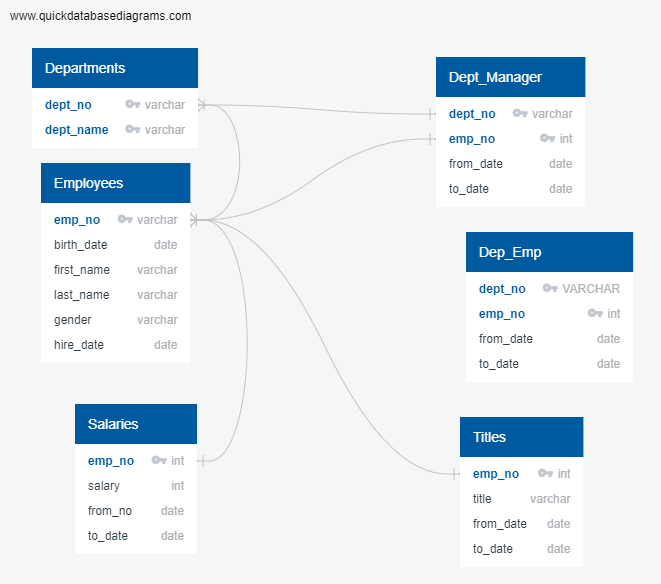 www.quickdatabasediagrams.com
Departments
dept_no varchar
dept_name varchar
Employees
emp_no varchar
birth_date date
first_name varchar
last_name varchar
gender varchar
hire_date date
Salaries
emp_no int
salary int
from_no date
to_date date
Dept_Manager
dept_no varchar
emp_no int
from_date date
to_date date
Dep_Emp
dept_no VARCHAR
emp_no int
from_date date
to_date date
Titles
emp_no int
title varchar
from_date date
to_date date